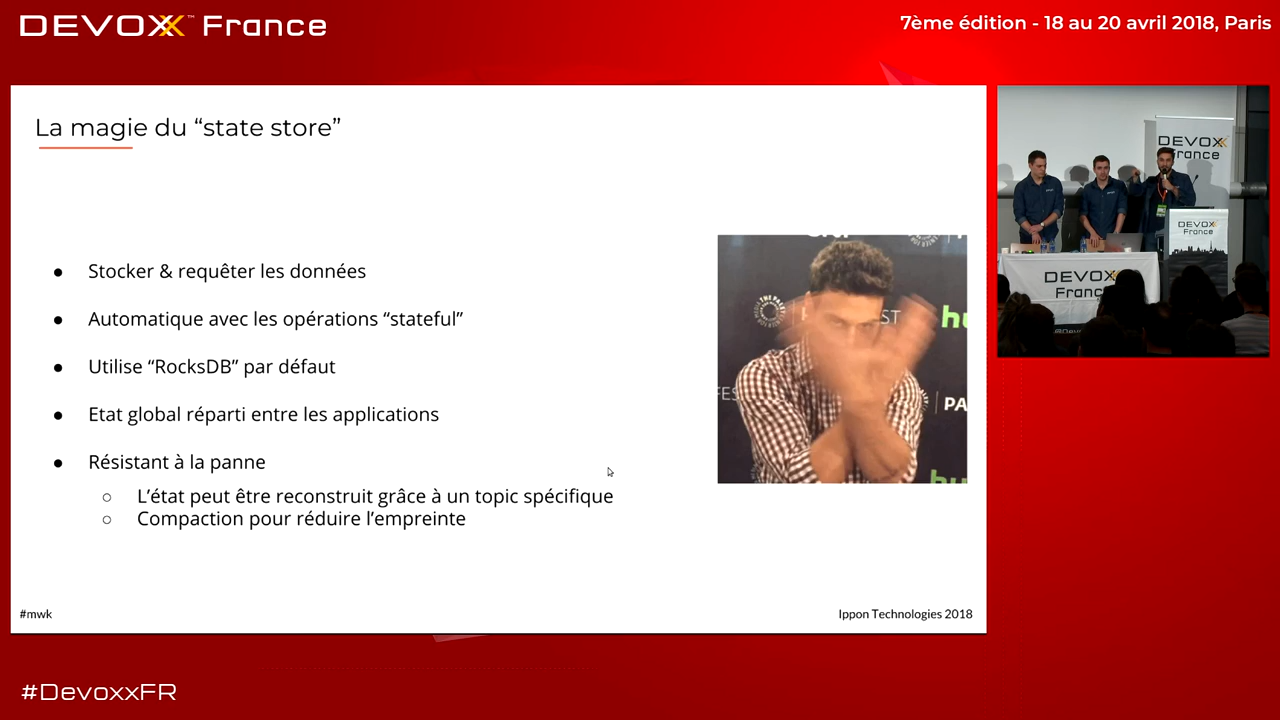 DEVOXX™ France
7ème édition - 18 au 20 avril 2018, Paris
La magie du “state store”
● Stocker & requêter les données
● Automatique avec les opérations “stateful”
● Utilise “RocksDB” par défaut
● Etat global réparti entre les applications
● Résistant à la panne
○ L’état peut être reconstruit grâce à un topic spécifique
○ Compaction pour réduire l’empreinte
#mwk
Ippon Technologies 2018
DEVOXX
France
DEVOXX
France
DEVOXX
France
#DevoxxFR